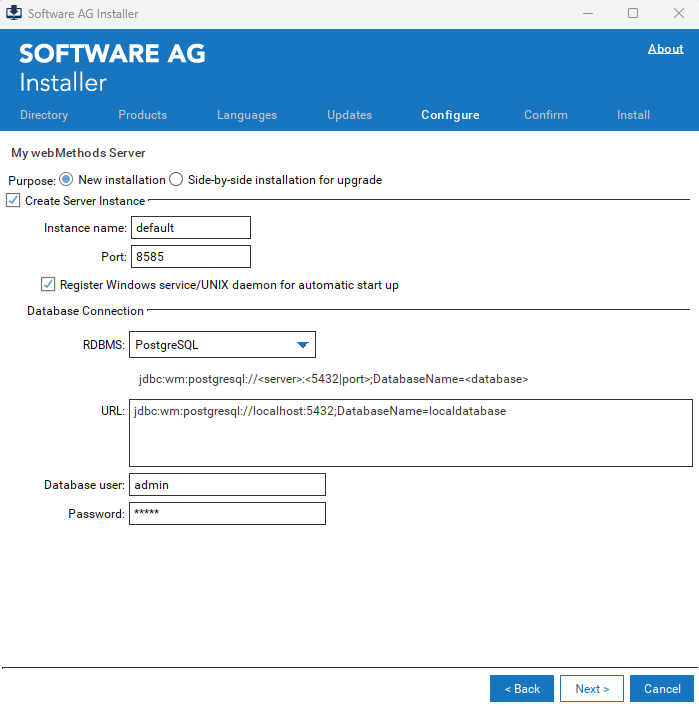 Software AG Installer
About
SOFTWARE AG
Installer
Directory Products Languages Updates Configure Confirm Install
My webMethods Server
Purpose: New installation Side-by-side installation for upgrade
Create Server Instance
Instance name: default
Port: 8585
Register Windows service/UNIX daemon for automatic start up
Database Connection
RDBMS: PostgreSQL
jdbc:wm:postgresql://<server>:<5432|port>;DatabaseName=<database>
URL: jdbc:wm:postgresql://localhost:5432;DatabaseName=localdatabase
Database user: admin
Password: *****
< Back Next > Cancel